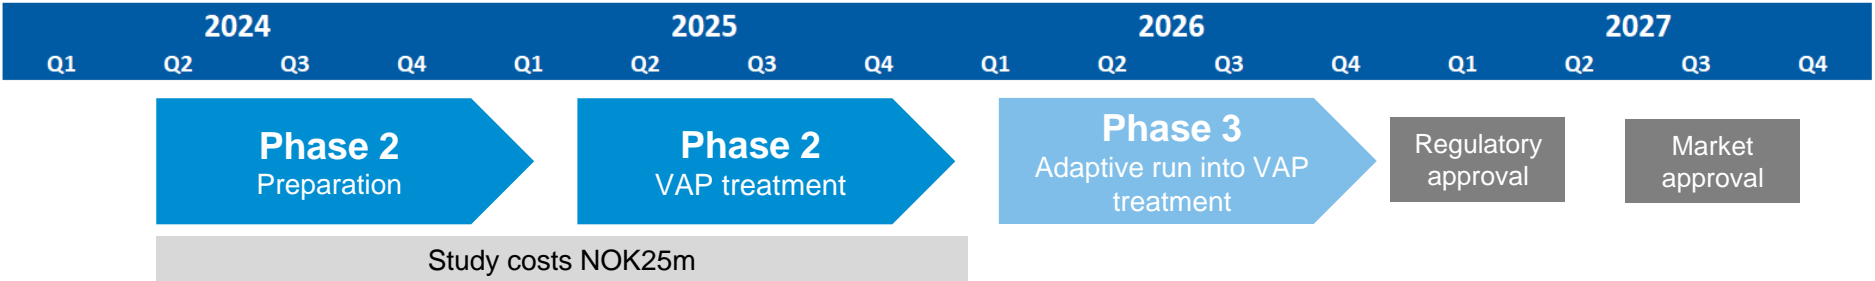 2024 2025 2026 2027
Q1 Q2 Q3 Q4 Q1 Q2 Q3 Q4 Q1 Q2 Q3 Q4 Q1 Q2 Q3 Q4
Phase 2
Preparation
Phase 2
VAP treatment
Phase 3
Adaptive run into VAP
treatment
Regulatory
approval
Market
approval
Study costs NOK25m